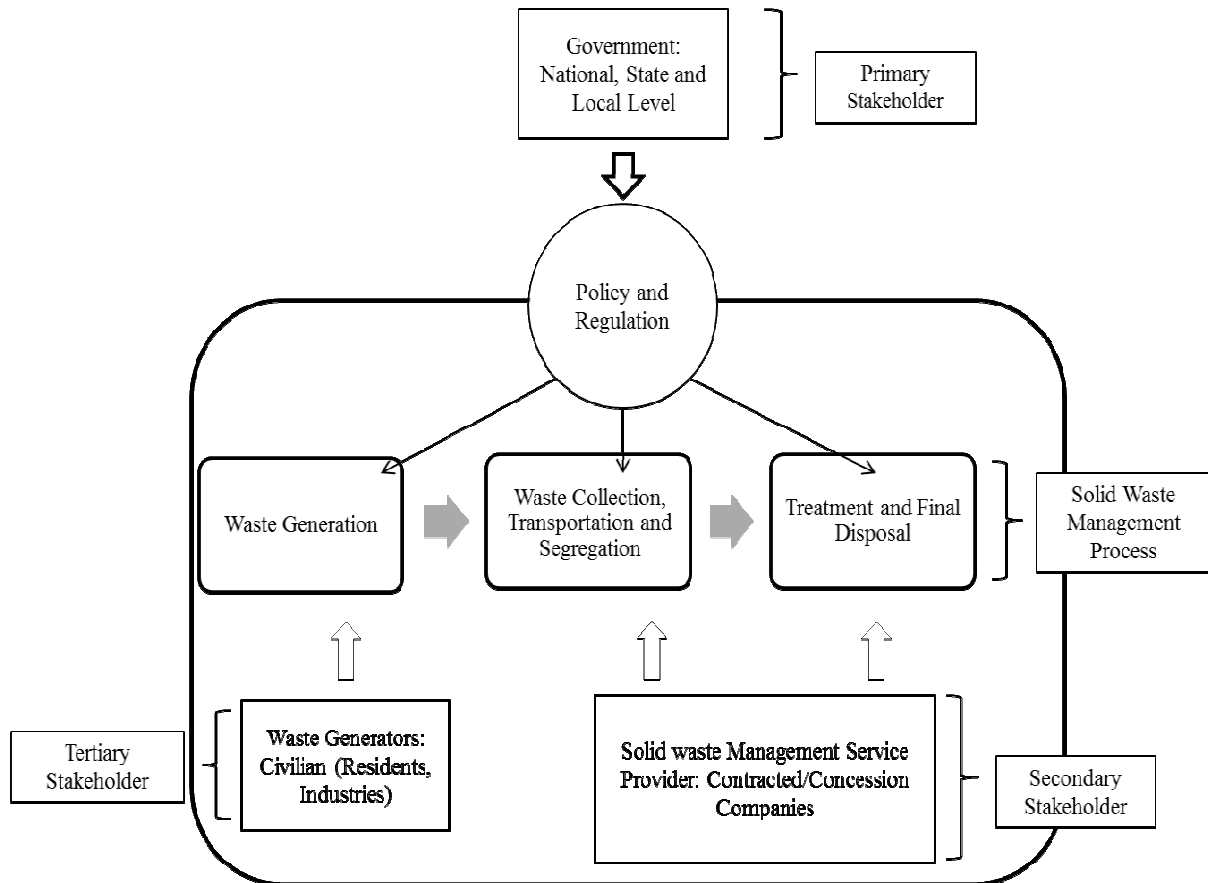 Government:
National, State and
Local Level
Primary
Stakeholder
Policy and
Regulation
Waste Generation
Waste Collection,
Transportation and
Segregation
Treatment and Final
Disposal
Solid Waste
Management
Process
Tertiary
Stakeholder
Waste Generators:
Civilian (Residents,
Industries)
Solid waste Management Service
Provider: Contracted/Concession
Companies
Secondary
Stakeholder